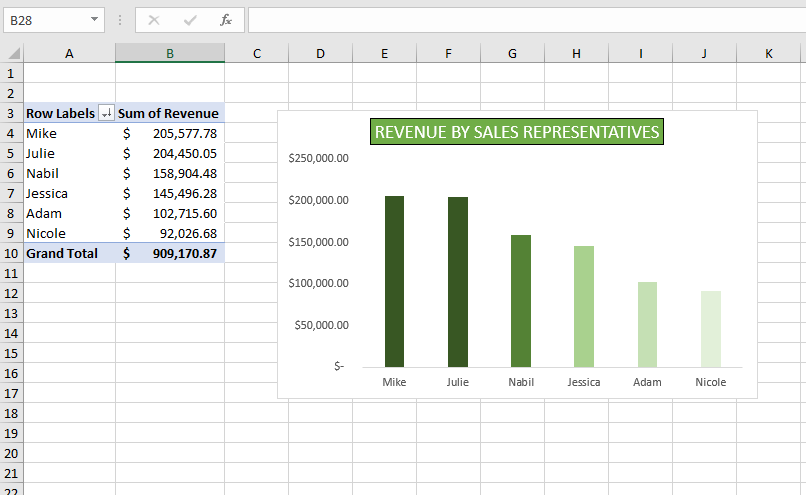 B28
fx
A B C D E F G H I J K
1
2
3 Row Labels Sum of Revenue
4 Mike $ 205,577.78
5 Julie $ 204,450.05
6 Nabil $ 158,904.48
7 Jessica $ 145,496.28
8 Adam $ 102,715.60
9 Nicole $ 92,026.68
10 Grand Total $ 909,170.87
11
12
13
14
15
16
17
18
19
20
21
22
REVENUE BY SALES REPRESENTATIVES
$250,000.00
$200,000.00
$150,000.00
$100,000.00
$50,000.00
$-
Mike Julie Nabil Jessica Adam Nicole